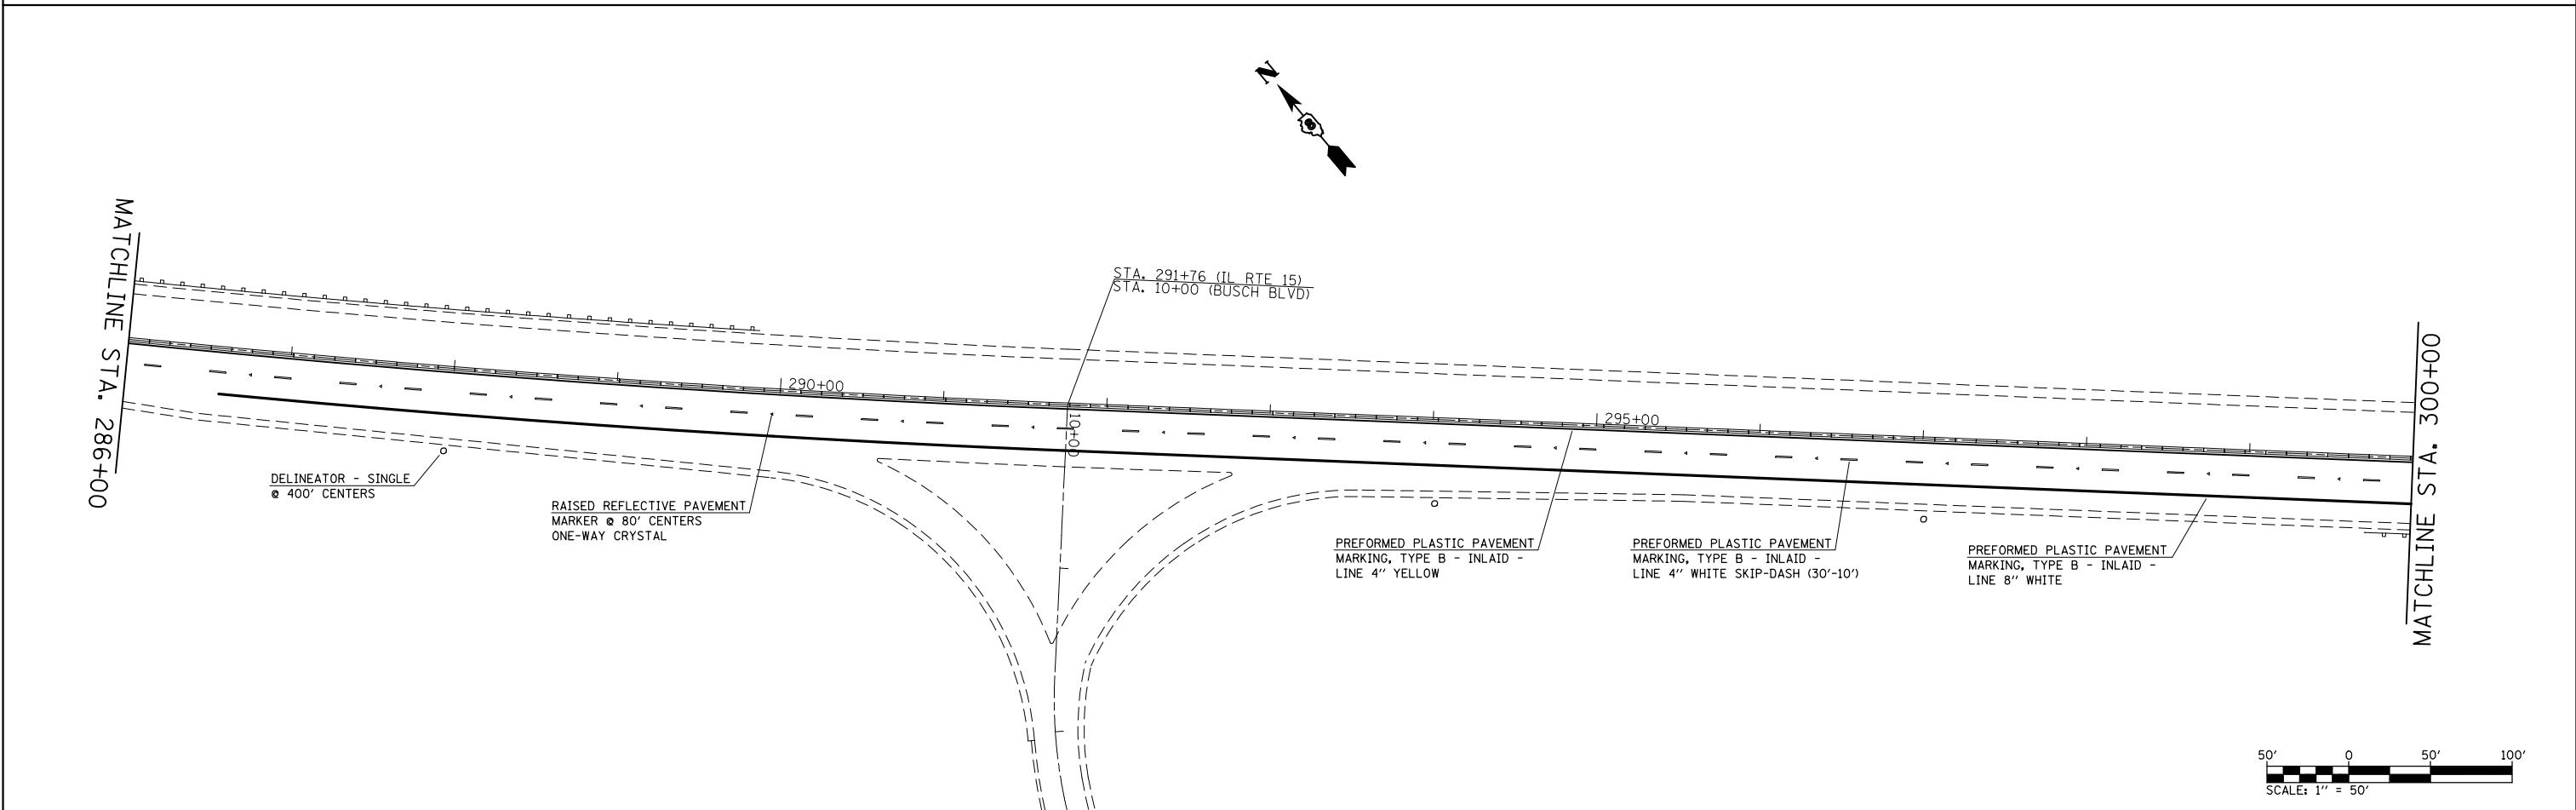 N
MATCHLINE STA. 286+00
STA. 291+76 (IL RTE 15)
STA. 10+00 (BUSCH BLVD)
290+00
10+00
295+00
MATCHLINE STA. 300+00
DELINEATOR - SINGLE
@ 400' CENTERS
RAISED REFLECTIVE PAVEMENT
MARKER @ 80' CENTERS
ONE-WAY CRYSTAL
PREFORMED PLASTIC PAVEMENT
MARKING, TYPE B - INLAID -
LINE 4'' YELLOW
PREFORMED PLASTIC PAVEMENT
MARKING, TYPE B - INLAID -
LINE 4'' WHITE SKIP-DASH (30'-10')
PREFORMED PLASTIC PAVEMENT
MARKING, TYPE B - INLAID -
LINE 8'' WHITE
50' 0 50' 100'
SCALE: 1'' = 50'